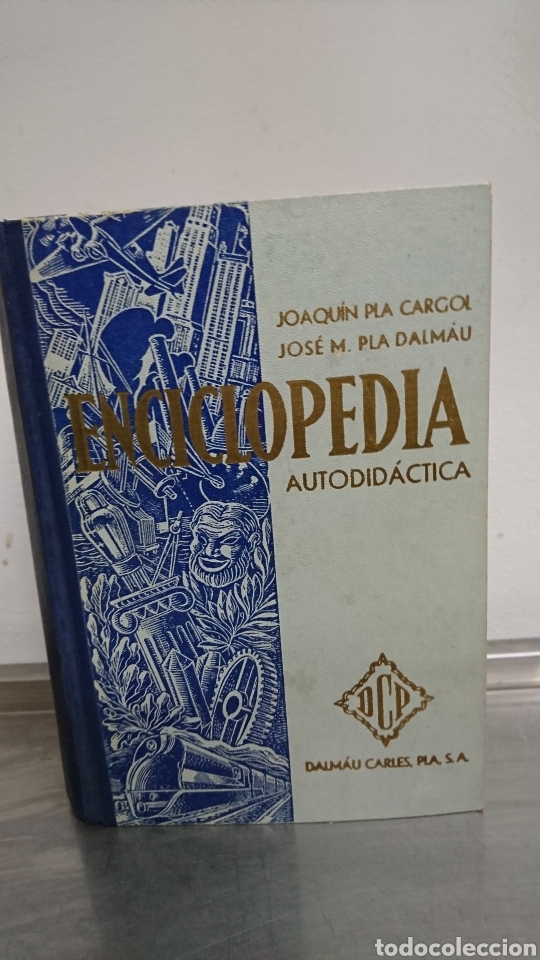 JOAQUÍN PLA CARGOL
JOSÉ M. PLA DALMÁU
ENCICLOPEDIA
AUTODIDÁCTICA
DCP
DALMÁU CARLES, PLA, S.A.
todocoleccion